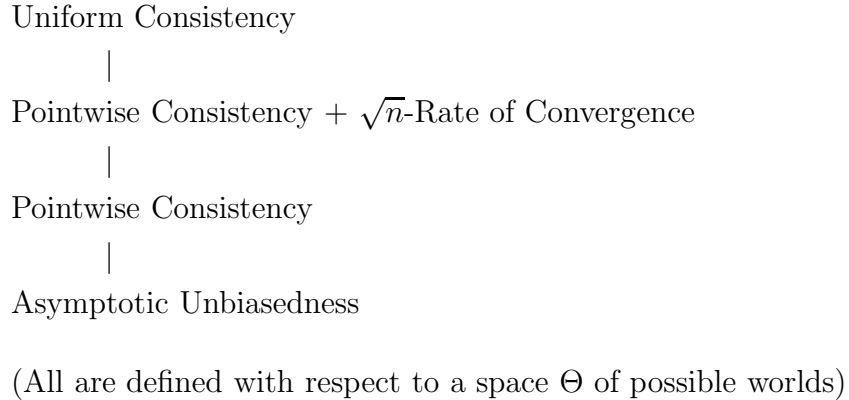 Uniform Consistency
|
Pointwise Consistency + √n-Rate of Convergence
|
Pointwise Consistency
|
Asymptotic Unbiasedness
(All are defined with respect to a space Θ of possible worlds)